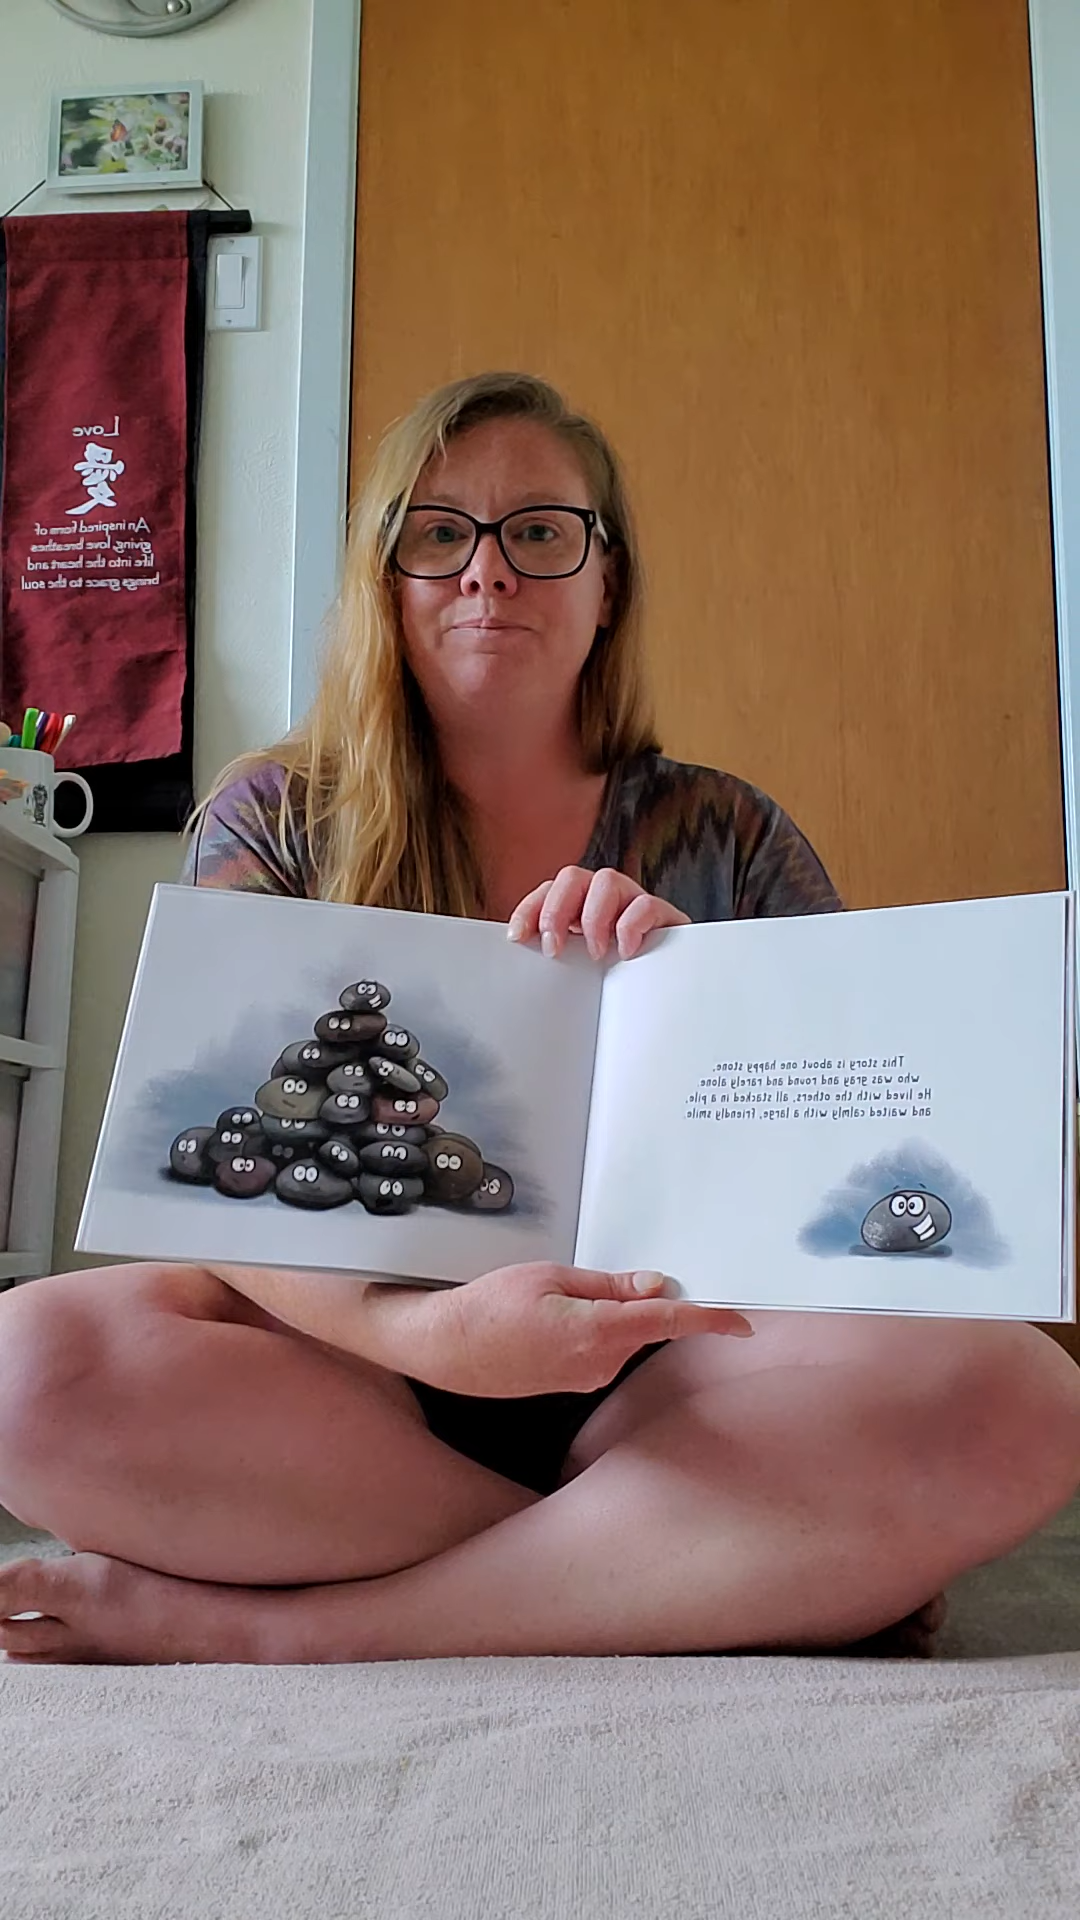 Love
愛
An inspired form of
giving love breathes
life into the heart and
brings grace to the soul
This story is about one happy stone,
who was gray and round and rarely alone.
He lived with the others, all stacked in a pile,
and waited calmly with a large, friendly smile.